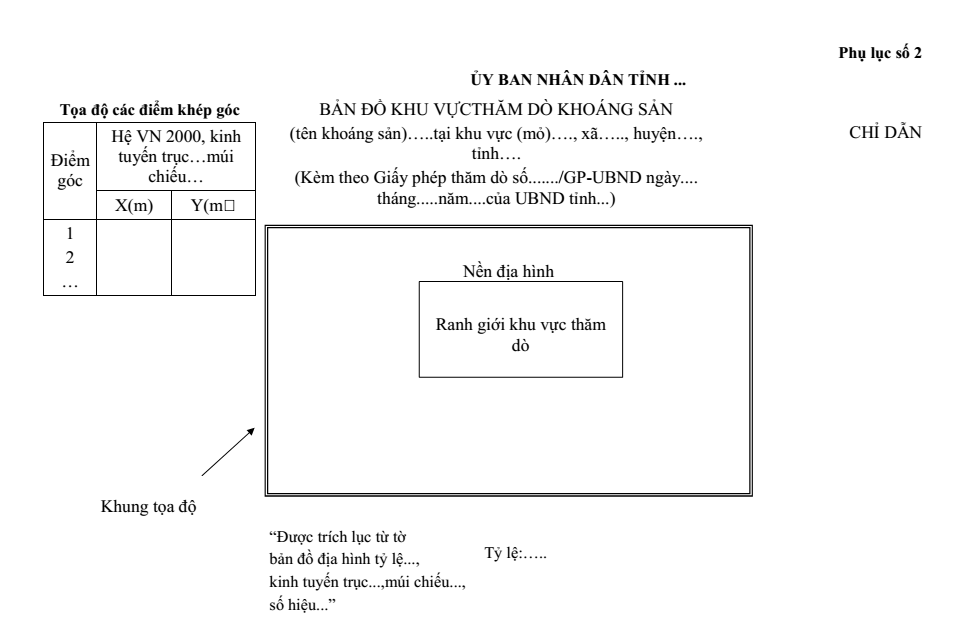 Phụ lục số 2
ỦY BAN NHÂN DÂN TỈNH ...
Tọa độ các điểm khép góc
BẢN ĐỒ KHU VỰCTHĂM DÒ KHOÁNG SẢN
(tên khoáng sản)…..tại khu vực (mỏ)…., xã….., huyện….,
tỉnh….
(Kèm theo Giấy phép thăm dò số......./GP-UBND ngày....
tháng.....năm....của UBND tỉnh...)
CHỈ DẪN
Điểm
góc
Hệ VN 2000, kinh
tuyến trục…múi
chiếu…
X(m)
Y(m□
1
2
…
Nền địa hình
Ranh giới khu vực thăm
dò
Khung tọa độ
“Được trích lục từ tờ
bản đồ địa hình tỷ lệ...,
kinh tuyến trục...,múi chiếu...,
số hiệu...”
Tỷ lệ:…..